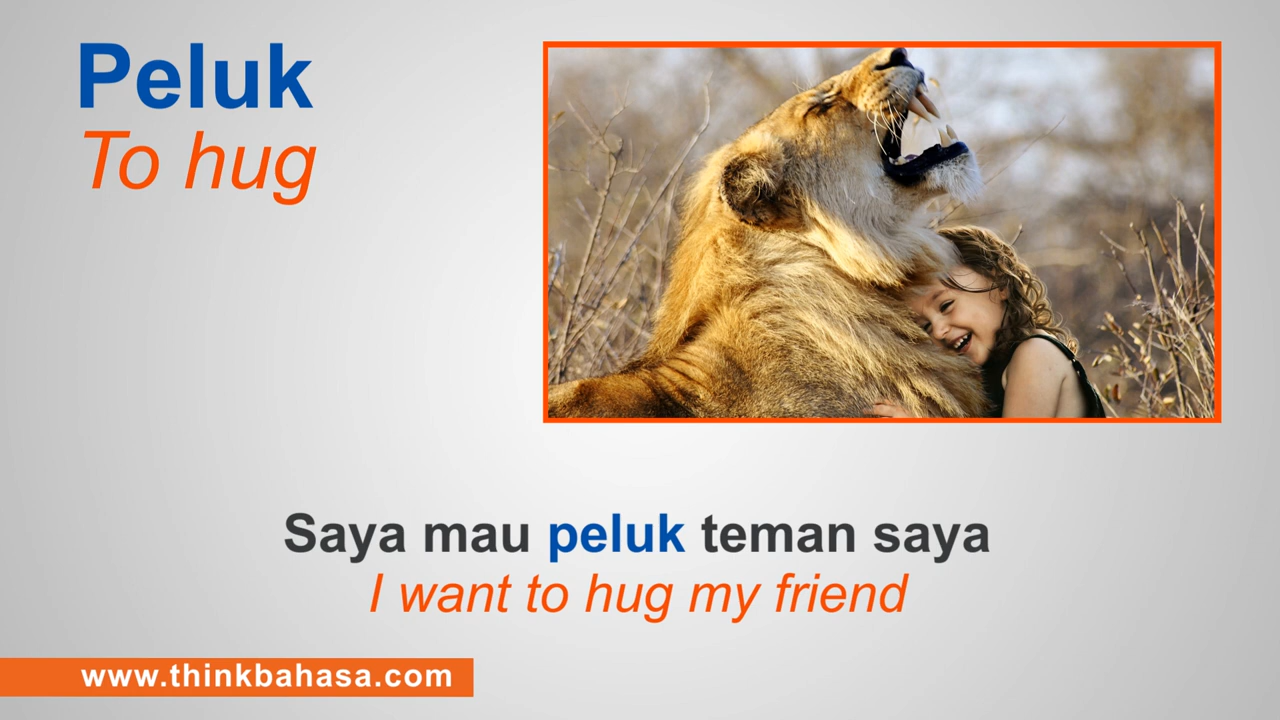 Peluk
To hug
Saya mau peluk teman saya
I want to hug my friend
www.thinkbahasa.com